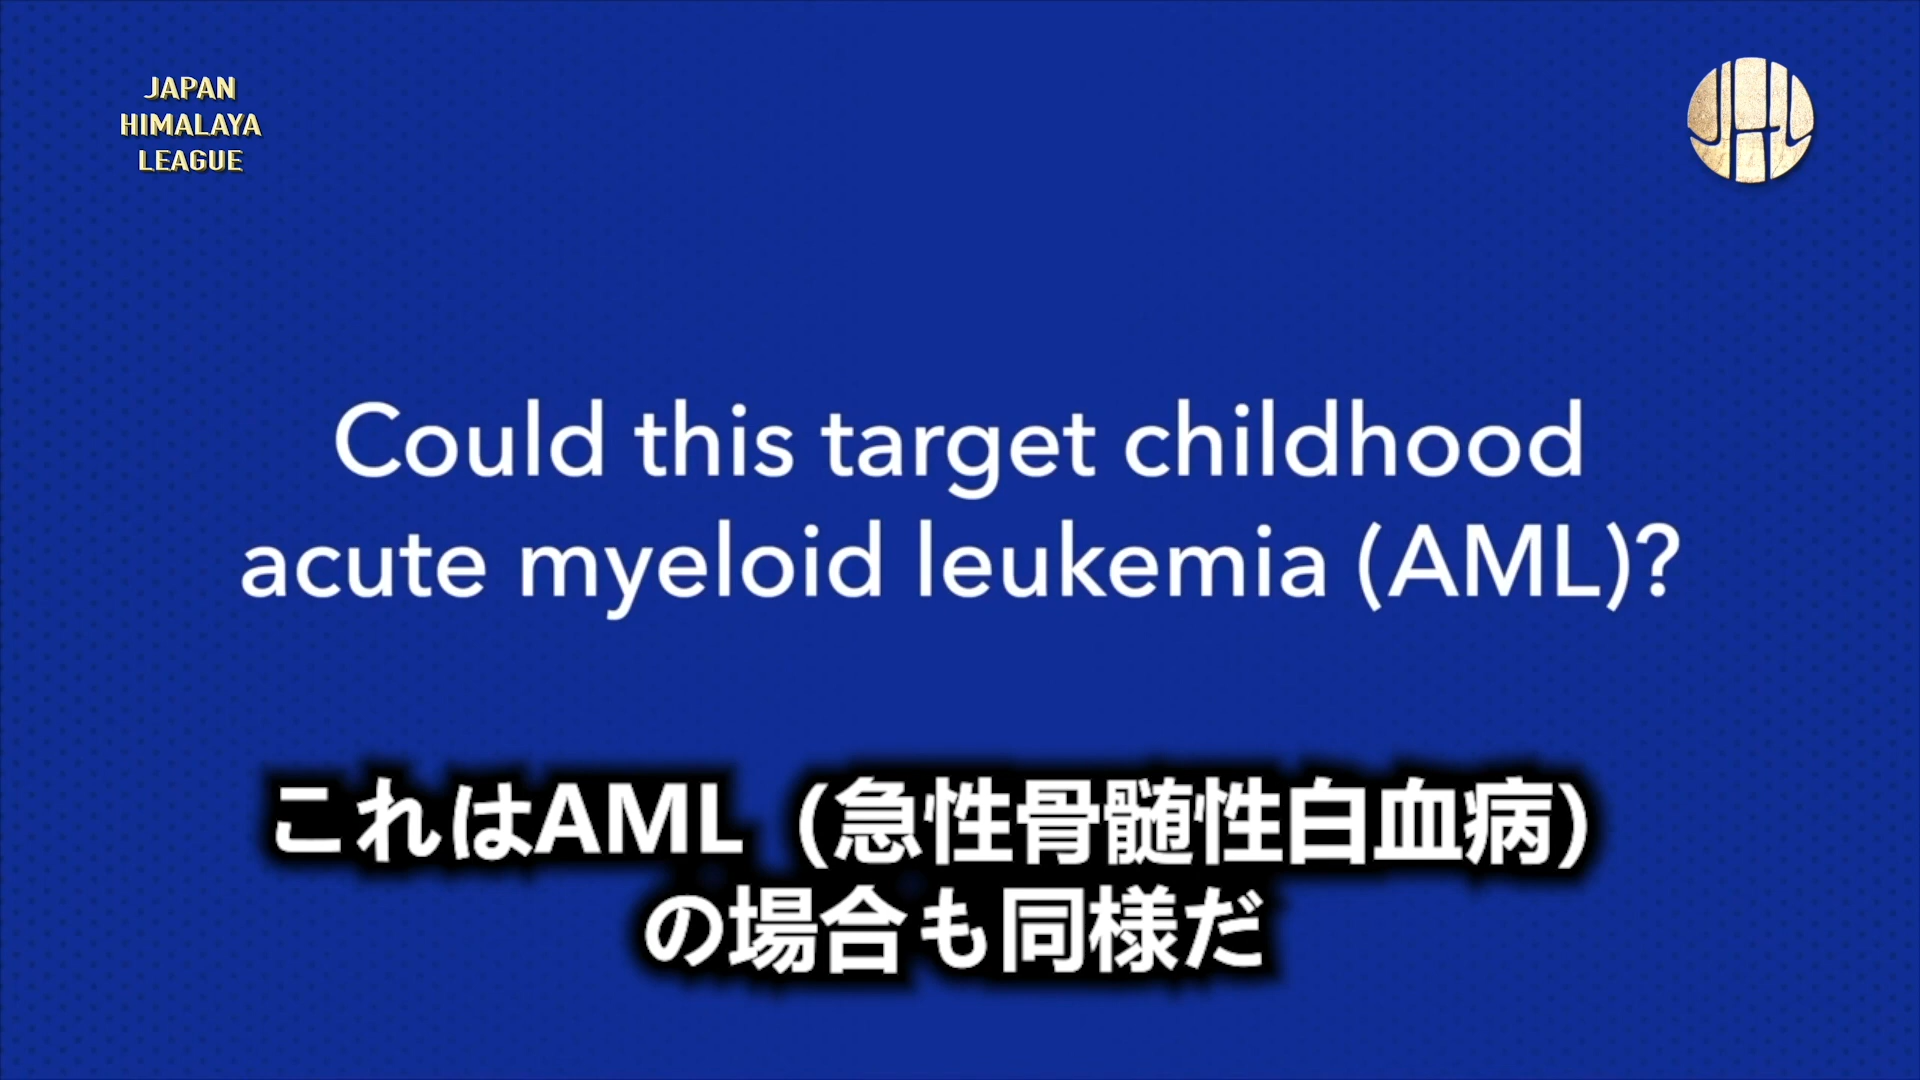 JAPAN
HIMALAYA
LEAGUE
JHL
Could this target childhood
acute myeloid leukemia (AML)?
これはAML（急性骨髄性白血病）
の場合も同様だ